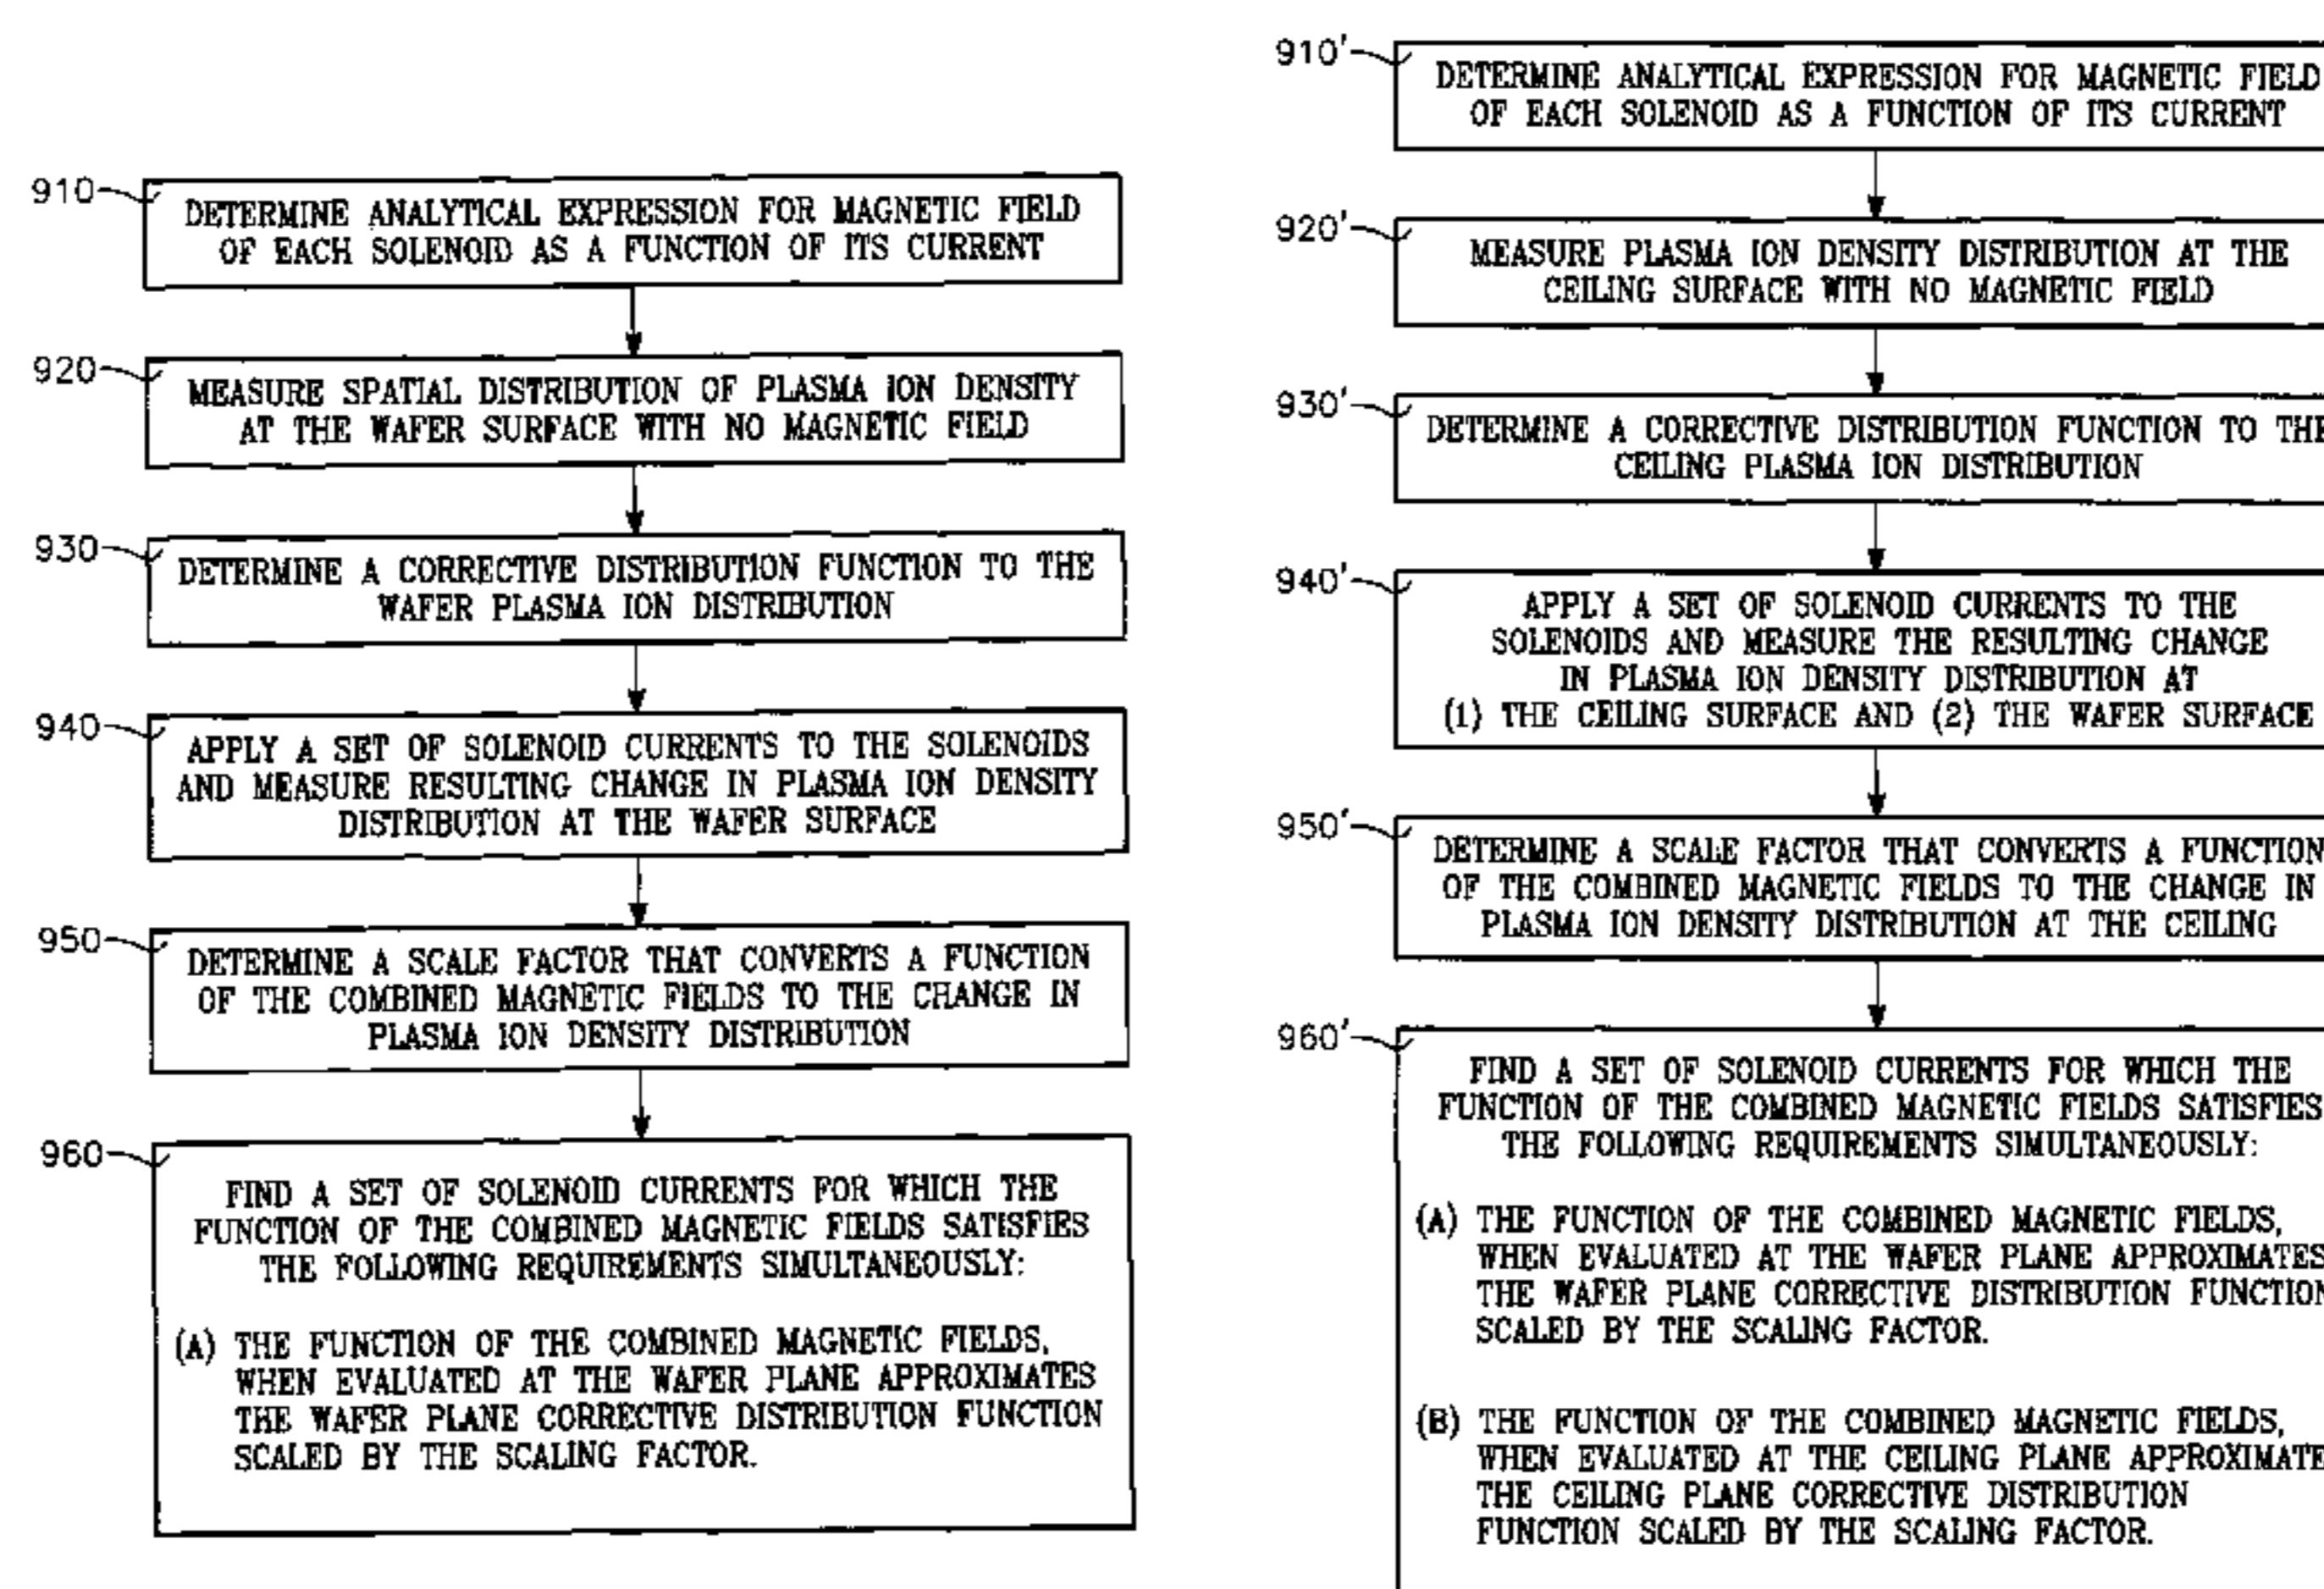 910
DETERMINE ANALYTICAL EXPRESSION FOR MAGNETIC FIELD
OF EACH SOLENOID AS A FUNCTION OF ITS CURRENT
920
MEASURE SPATIAL DISTRIBUTION OF PLASMA ION DENSITY
AT THE WAFER SURFACE WITH NO MAGNETIC FIELD
930
DETERMINE A CORRECTIVE DISTRIBUTION FUNCTION TO THE
WAFER PLASMA ION DISTRIBUTION
940
APPLY A SET OF SOLENOID CURRENTS TO THE SOLENOIDS
AND MEASURE RESULTING CHANGE IN PLASMA ION DENSITY
DISTRIBUTION AT THE WAFER SURFACE
950
DETERMINE A SCALE FACTOR THAT CONVERTS A FUNCTION
OF THE COMBINED MAGNETIC FIELDS TO THE CHANGE IN
PLASMA ION DENSITY DISTRIBUTION
960
FIND A SET OF SOLENOID CURRENTS FOR WHICH THE
FUNCTION OF THE COMBINED MAGNETIC FIELDS SATISFIES
THE FOLLOWING REQUIREMENTS SIMULTANEOUSLY:
(A) THE FUNCTION OF THE COMBINED MAGNETIC FIELDS,
WHEN EVALUATED AT THE WAFER PLANE APPROXIMATES
THE WAFER PLANE CORRECTIVE DISTRIBUTION FUNCTION
SCALED BY THE SCALING FACTOR.
910'
DETERMINE ANALYTICAL EXPRESSION FOR MAGNETIC FIELD
OF EACH SOLENOID AS A FUNCTION OF ITS CURRENT
920'
MEASURE PLASMA ION DENSITY DISTRIBUTION AT THE
CEILING SURFACE WITH NO MAGNETIC FIELD
930'
DETERMINE A CORRECTIVE DISTRIBUTION FUNCTION TO THE
CEILING PLASMA ION DISTRIBUTION
940'
APPLY A SET OF SOLENOID CURRENTS TO THE
SOLENOIDS AND MEASURE THE RESULTING CHANGE
IN PLASMA ION DENSITY DISTRIBUTION AT
(1) THE CEILING SURFACE AND (2) THE WAFER SURFACE
950'
DETERMINE A SCALE FACTOR THAT CONVERTS A FUNCTION
OF THE COMBINED MAGNETIC FIELDS TO THE CHANGE IN
PLASMA ION DENSITY DISTRIBUTION AT THE CEILING
960'
FIND A SET OF SOLENOID CURRENTS FOR WHICH THE
FUNCTION OF THE COMBINED MAGNETIC FIELDS SATISFIES
THE FOLLOWING REQUIREMENTS SIMULTANEOUSLY:
(A) THE FUNCTION OF THE COMBINED MAGNETIC FIELDS,
WHEN EVALUATED AT THE WAFER PLANE APPROXIMATES
THE WAFER PLANE CORRECTIVE DISTRIBUTION FUNCTION
SCALED BY THE SCALING FACTOR.
(B) THE FUNCTION OF THE COMBINED MAGNETIC FIELDS,
WHEN EVALUATED AT THE CEILING PLANE APPROXIMATE
THE CEILING PLANE CORRECTIVE DISTRIBUTION
FUNCTION SCALED BY THE SCALING FACTOR.